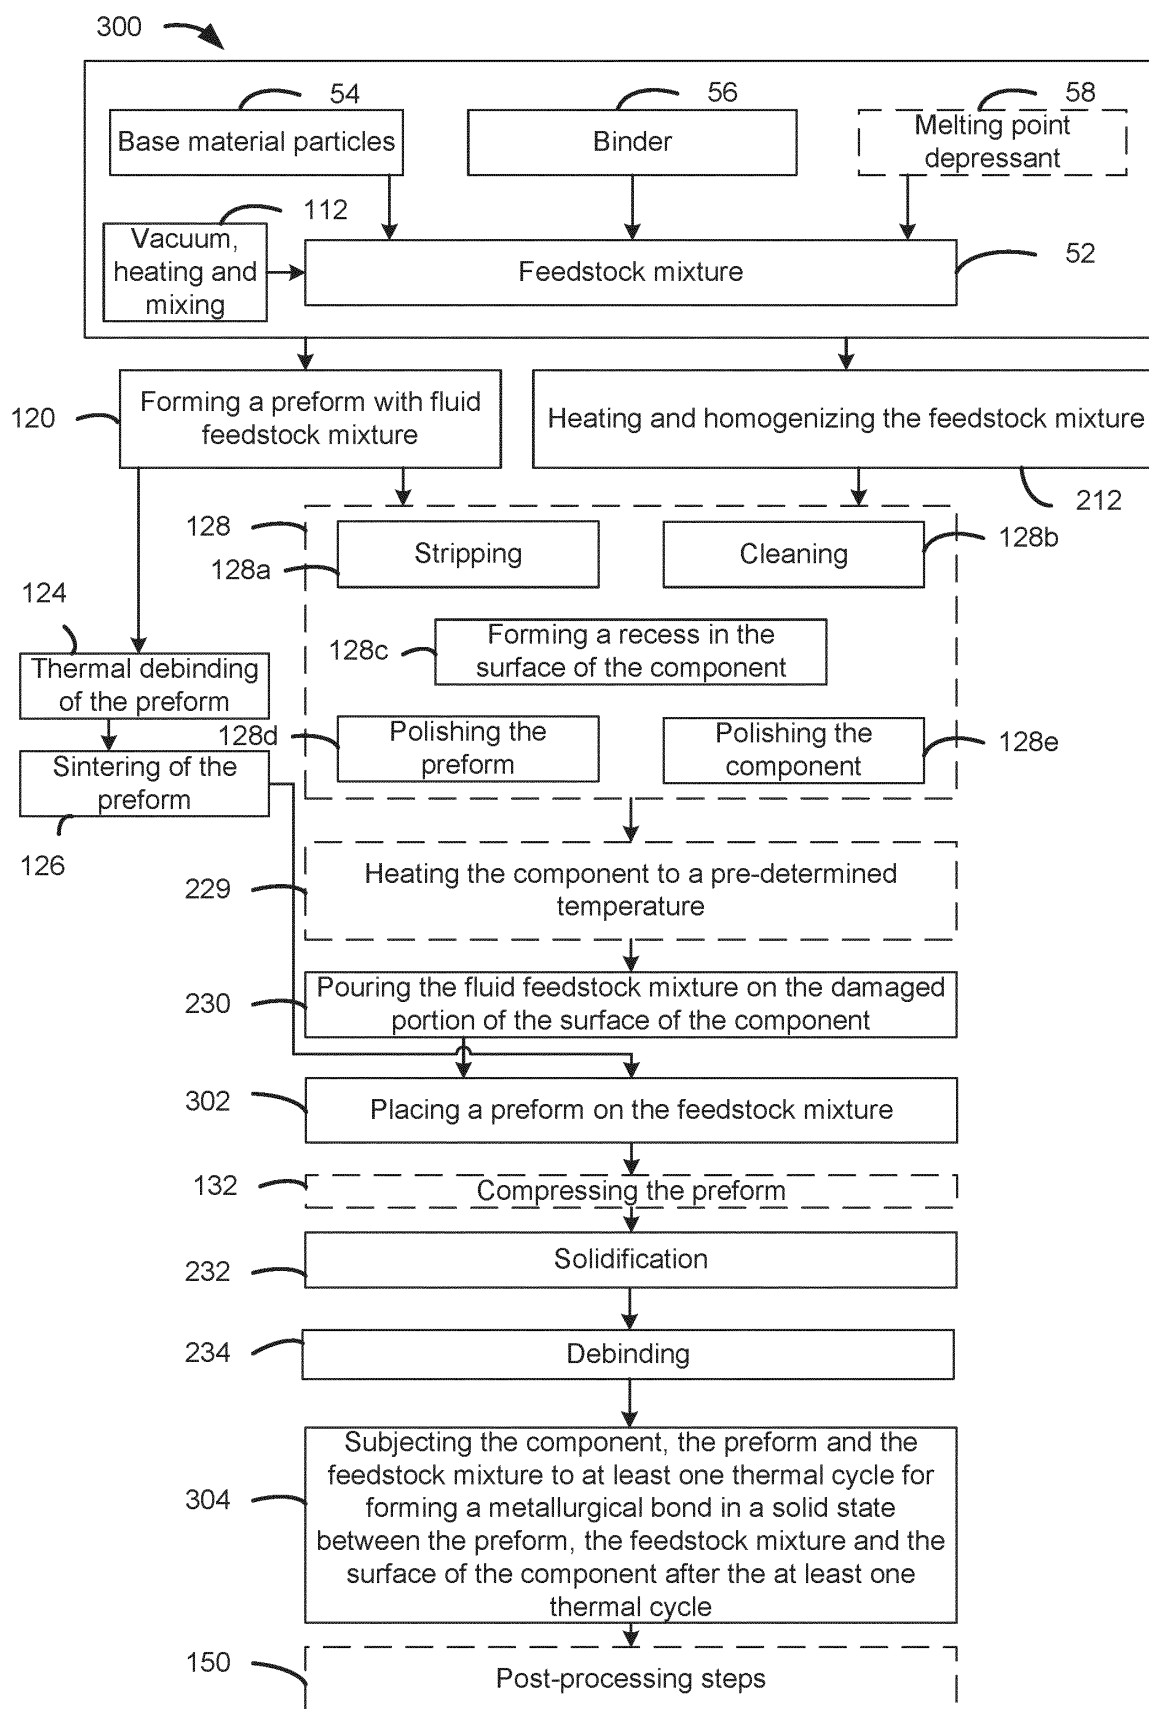 300
54
56
58
Base material particles
Binder
Melting point
depressant
112
Vacuum,
heating and
mixing
Feedstock mixture
52
120
Forming a preform with fluid
feedstock mixture
Heating and homogenizing the feedstock mixture
212
128
128a
Stripping
Cleaning
128b
124
Thermal debinding
of the preform
128c
Forming a recess in the
surface of the component
128d
Polishing the
preform
Polishing the
component
128e
Sintering of the
preform
126
229
Heating the component to a pre-determined
temperature
230
Pouring the fluid feedstock mixture on the damaged
portion of the surface of the component
302
Placing a preform on the feedstock mixture
132
Compressing the preform
232
Solidification
234
Debinding
304
Subjecting the component, the preform and the
feedstock mixture to at least one thermal cycle for
forming a metallurgical bond in a solid state
between the preform, the feedstock mixture and the
surface of the component after the at least one
thermal cycle
150
Post-processing steps